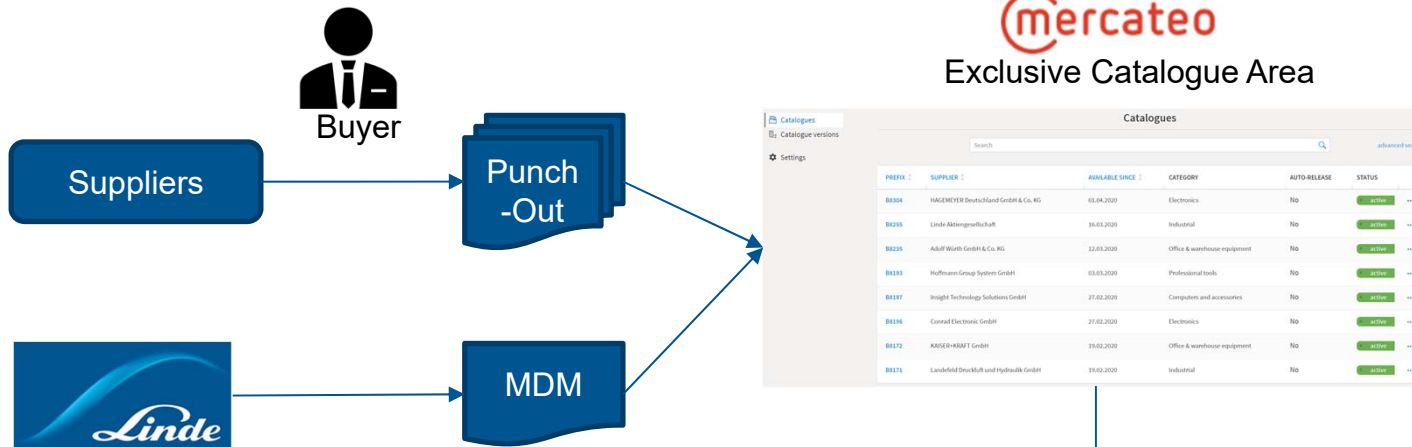 mercateo
Exclusive Catalogue Area
Buyer
Suppliers
Punch
-Out
Linde
MDM
Catalogues
Catalogue versions
Settings
Catalogues
Search
advanced sea
PREFIX SUPPLIER AVAILABLE SINCE CATEGORY AUTO-RELEASE STATUS
B8304 HAGEMEYER Deutschland GmbH & Co. KG 01.04.2020 Electronics No active
B8255 Linde Aktiengesellschaft 16.03.2020 Industrial No active
B8235 Adolf Würth GmbH & Co. KG 12.03.2020 Office & warehouse equipment No active
B8193 Hoffmann Group System GmbH 03.03.2020 Professional tools No active
B8197 Insight Technology Solutions GmbH 27.02.2020 Computers and accessories No active
B8196 Conrad Electronic GmbH 27.02.2020 Electronics No active
B8172 KAISER+KRAFT GmbH 19.02.2020 Office & warehouse equipment No active
B8171 Landefeld Druckluft und Hydraulik GmbH 19.02.2020 Industrial No active